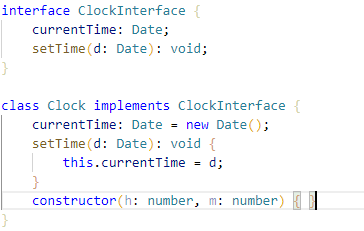 interface ClockInterface {
    currentTime: Date;
    setTime(d: Date): void;
}

class Clock implements ClockInterface {
    currentTime: Date = new Date();
    setTime(d: Date): void {
        this.currentTime = d;
    }
    constructor(h: number, m: number) { }
}